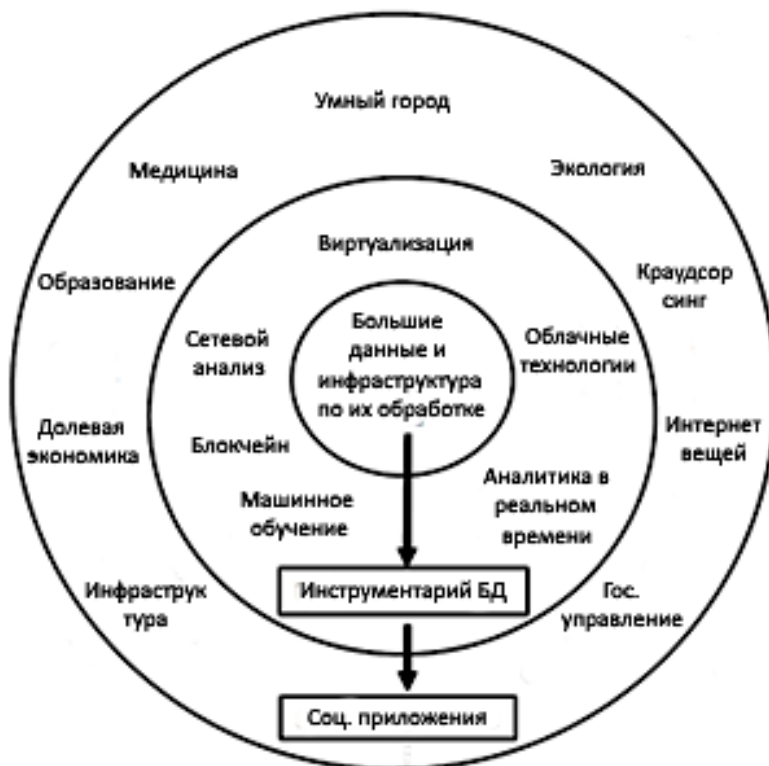 Умный город
Медицина
Экология
Виртуализация
Образование
Краудсор
синг
Сетевой
анализ
Большие
данные и
инфраструктура
по их обработке
Облачные
технологии
Долевая
экономика
Блокчейн
Интернет
вещей
Машинное
обучение
Аналитика в
реальном
времени
Инфраструк
тура
Инструментарий БД
Гос.
управление
Соц. приложения